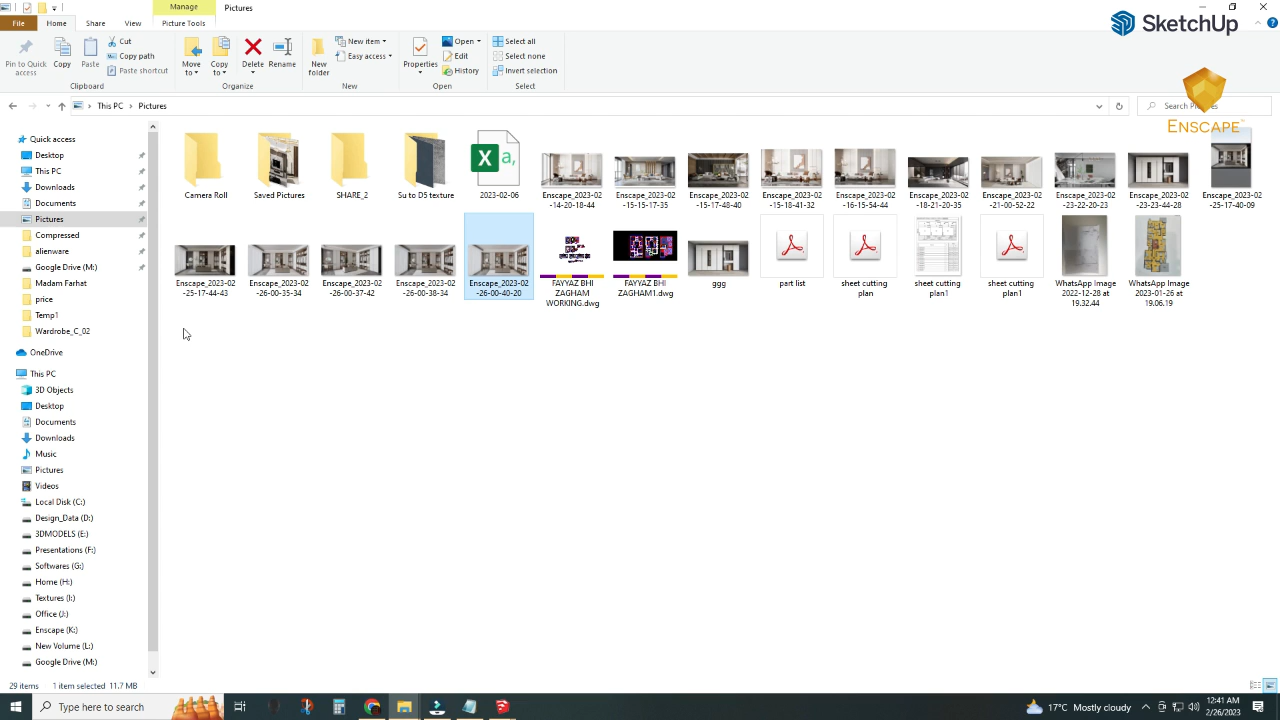 Manage
Pictures
File
Home
Share
View
Picture Tools
SketchUp
Pin to Quick access
Copy
Paste
Cut
Copy path
Paste shortcut
Clipboard
Move to
Copy to
Delete
Rename
Organize
New folder
New item
Easy access
New
Properties
Open
Edit
History
Open
Select all
Select none
Invert selection
Select
This PC
Pictures
ENSCAPE
Quick access
Desktop
This PC
Downloads
Documents
Pictures
Compressed
alienware
Google Drive (M:)
Madam Farhat
price
Temp1
Wardrobe_C_02
OneDrive
This PC
3D Objects
Desktop
Documents
Downloads
Music
Pictures
Videos
Local Disk (C:)
Design_Data (D:)
3DMODELS (E:)
Presentations (F:)
Softwares (G:)
Home (H:)
Textures (I:)
Office (J:)
Enscape (K:)
New Volume (L:)
Google Drive (M:)
Camera Roll
Saved Pictures
SHARE_2
Su to D5 texture
2023-02-06
Enscape_2023-02
-14-20-18-44
Enscape_2023-02
-15-15-17-35
Enscape_2023-02
-15-17-48-40
Enscape_2023-02
-15-18-41-32
Enscape_2023-02
-16-15-54-44
Enscape_2023-02
-18-21-20-35
Enscape_2023-02
-21-00-52-22
Enscape_2023-02
-23-22-20-23
Enscape_2023-02
-23-23-44-28
Enscape_2023-02
-25-17-40-09
Enscape_2023-02
-25-17-44-43
Enscape_2023-02
-26-00-35-34
Enscape_2023-02
-26-00-37-42
Enscape_2023-02
-26-00-38-34
Enscape_2023-02
-26-00-40-20
FAYYAZ BHI
ZAGHAM
WORKING.dwg
FAYYAZ BHI
ZAGHAM1.dwg
ggg
part list
sheet cutting
plan
sheet cutting
plan1
sheet cutting
plan1
WhatsApp Image
2022-12-28 at
19.32.44
WhatsApp Image
2023-01-26 at
19.06.19
29 items
1 item selected 11.7 MB
Type here to search
17°C Mostly cloudy
12:41 AM
2/26/2023